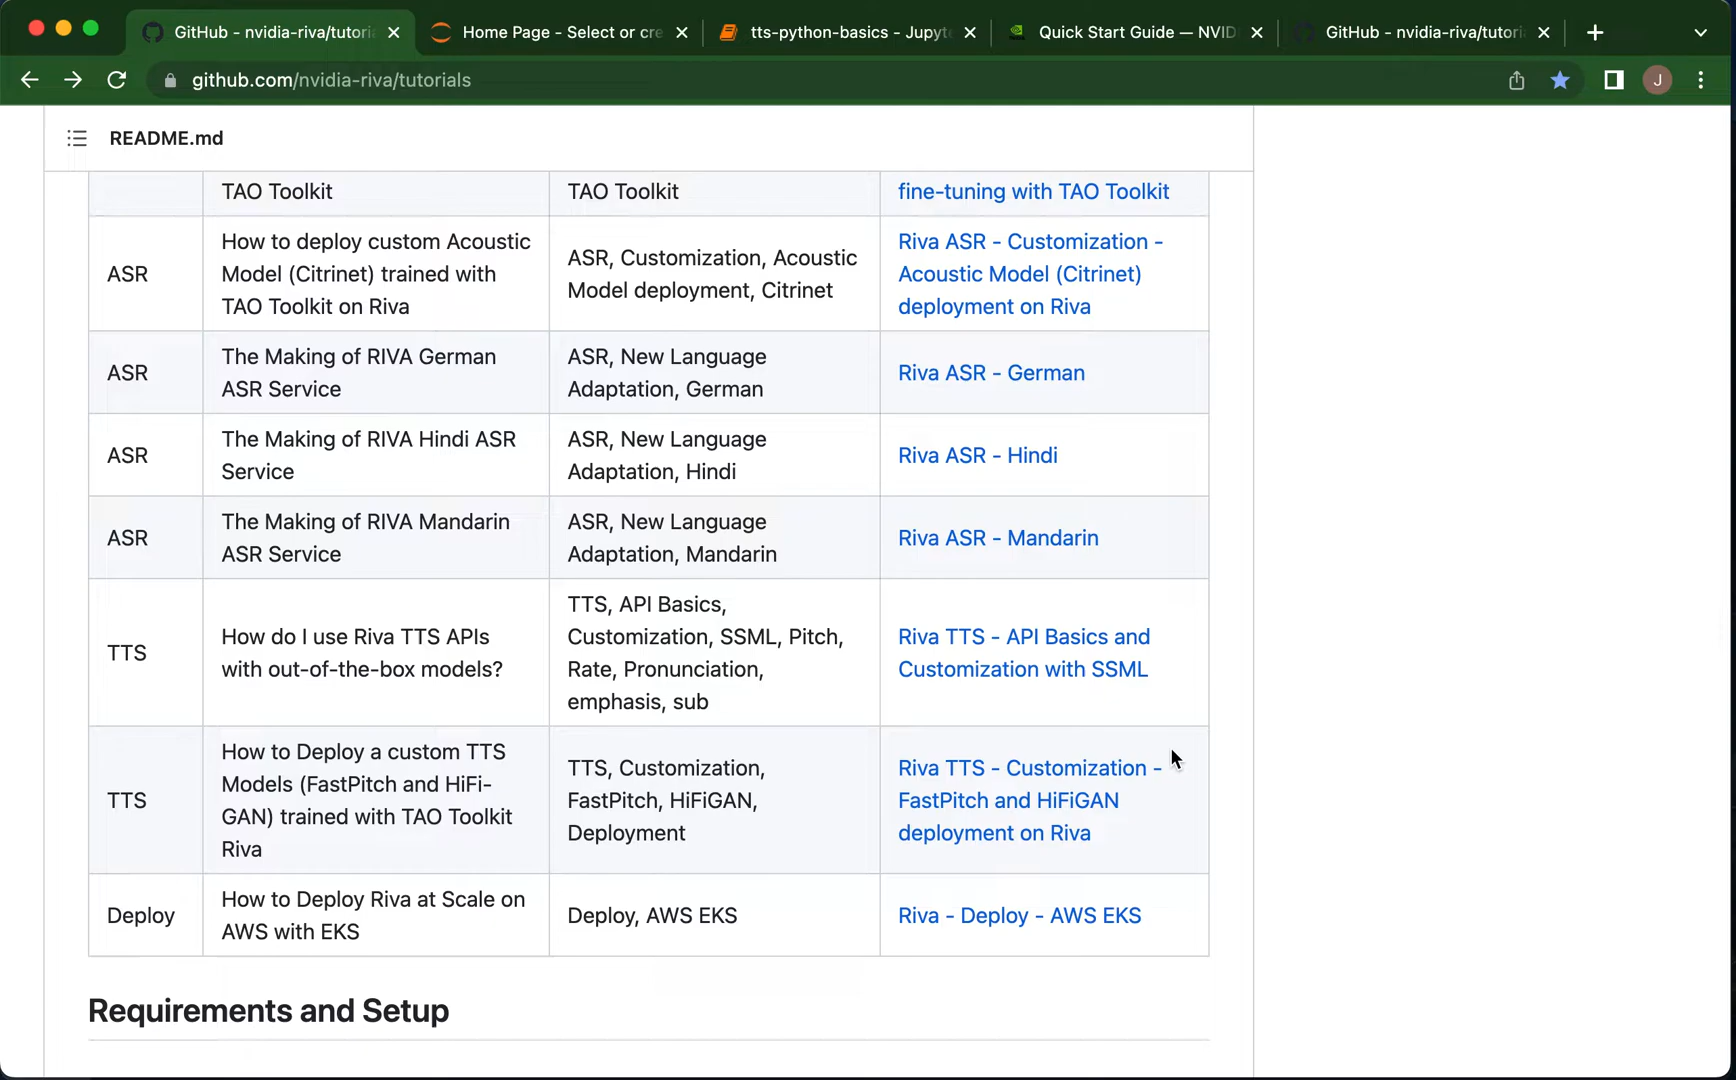 GitHub - nvidia-riva/tutori
Home Page - Select or cre
tts-python-basics - Jupyte
Quick Start Guide — NVID
GitHub - nvidia-riva/tutori
github.com/nvidia-riva/tutorials
J
README.md
TAO Toolkit
TAO Toolkit
fine-tuning with TAO Toolkit
ASR
How to deploy custom Acoustic
Model (Citrinet) trained with
TAO Toolkit on Riva
ASR, Customization, Acoustic
Model deployment, Citrinet
Riva ASR - Customization -
Acoustic Model (Citrinet)
deployment on Riva
ASR
The Making of RIVA German
ASR Service
ASR, New Language
Adaptation, German
Riva ASR - German
ASR
The Making of RIVA Hindi ASR
Service
ASR, New Language
Adaptation, Hindi
Riva ASR - Hindi
ASR
The Making of RIVA Mandarin
ASR Service
ASR, New Language
Adaptation, Mandarin
Riva ASR - Mandarin
TTS
How do I use Riva TTS APIs
with out-of-the-box models?
TTS, API Basics,
Customization, SSML, Pitch,
Rate, Pronunciation,
emphasis, sub
Riva TTS - API Basics and
Customization with SSML
TTS
How to Deploy a custom TTS
Models (FastPitch and HiFi-
GAN) trained with TAO Toolkit
Riva
TTS, Customization,
FastPitch, HiFiGAN,
Deployment
Riva TTS - Customization -
FastPitch and HiFiGAN
deployment on Riva
Deploy
How to Deploy Riva at Scale on
AWS with EKS
Deploy, AWS EKS
Riva - Deploy - AWS EKS
Requirements and Setup